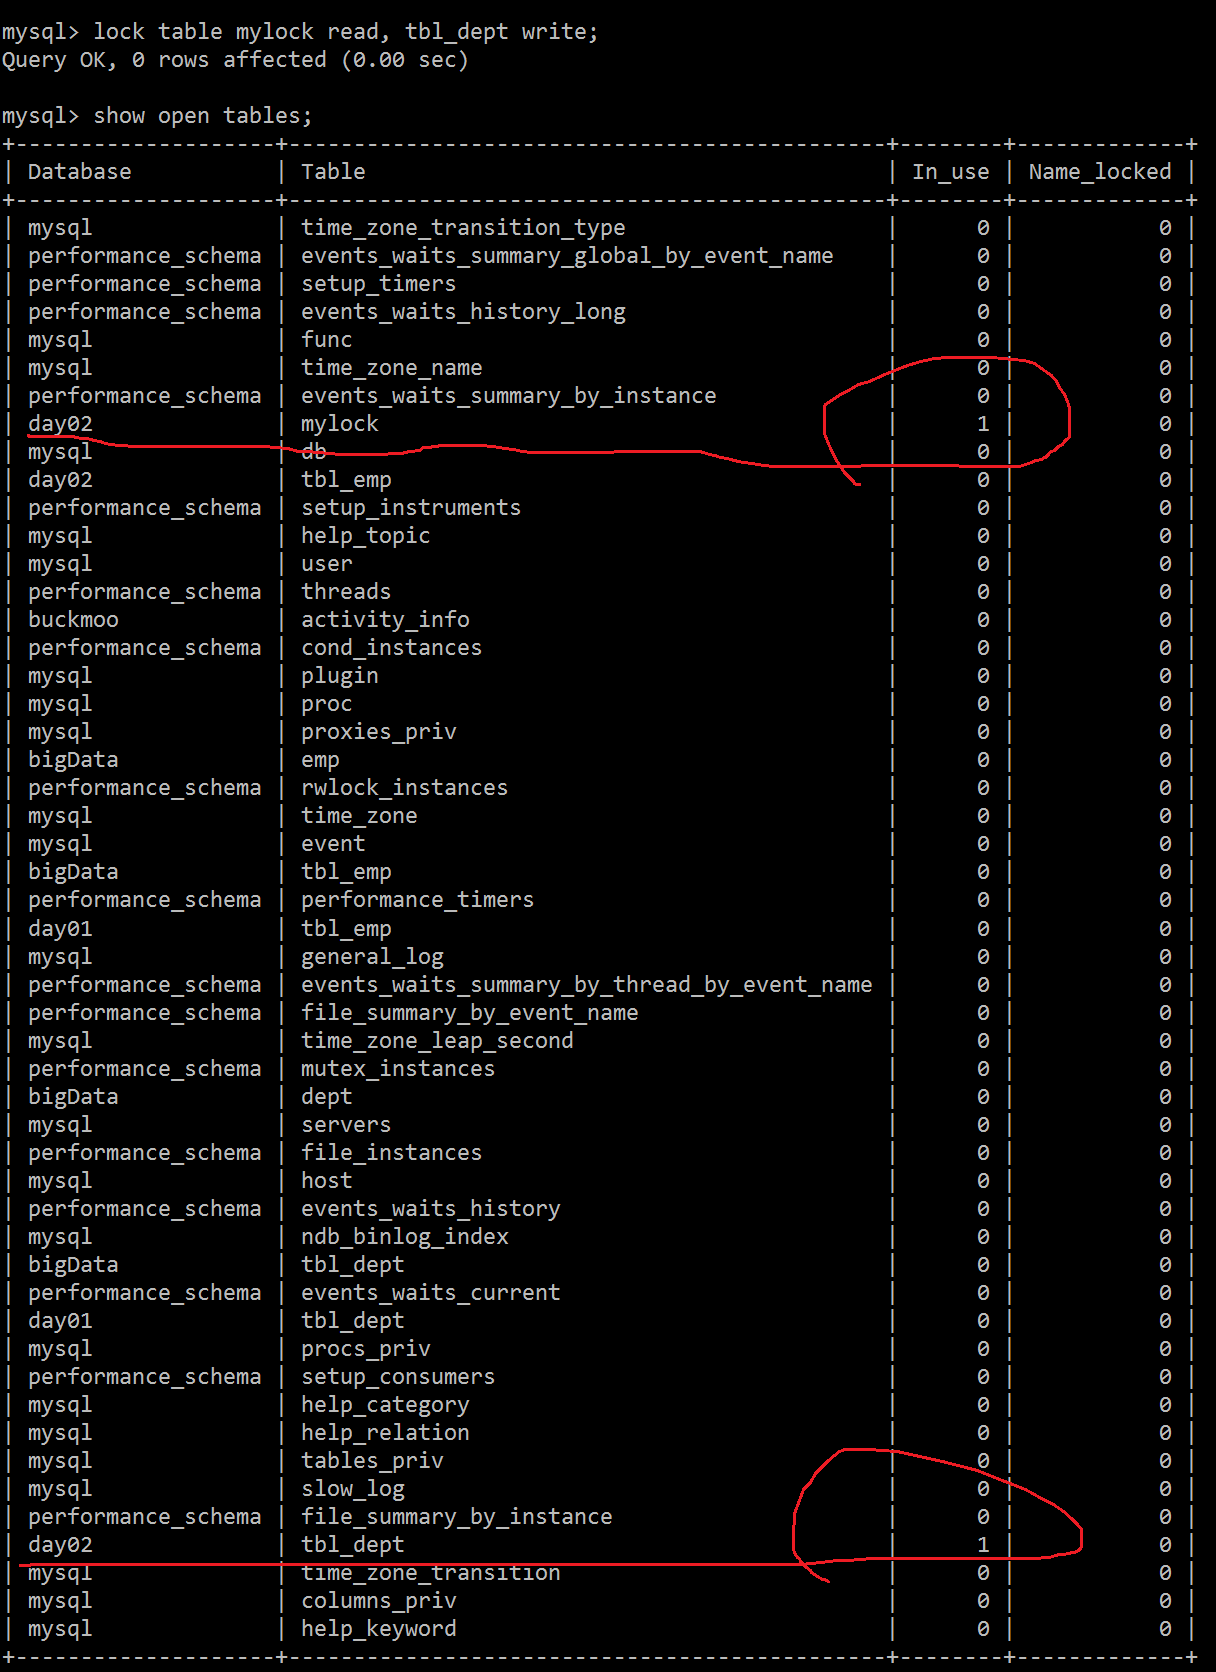 mysql> lock table mylock read, tbl_dept write;
Query OK, 0 rows affected (0.00 sec)
mysql> show open tables;
+--------------------+----------------------------------------------+--------+-------------+
| Database | Table | In_use | Name_locked |
+--------------------+----------------------------------------------+--------+-------------+
| mysql | time_zone_transition_type | 0 | 0 |
| performance_schema | events_waits_summary_global_by_event_name | 0 | 0 |
| performance_schema | setup_timers | 0 | 0 |
| performance_schema | events_waits_history_long | 0 | 0 |
| mysql | func | 0 | 0 |
| mysql | time_zone_name | 0 | 0 |
| performance_schema | events_waits_summary_by_instance | 0 | 0 |
| day02 | mylock | 1 | 0 |
| mysql | db | 0 | 0 |
| day02 | tbl_emp | 0 | 0 |
| performance_schema | setup_instruments | 0 | 0 |
| mysql | help_topic | 0 | 0 |
| mysql | user | 0 | 0 |
| performance_schema | threads | 0 | 0 |
| buckmoo | activity_info | 0 | 0 |
| performance_schema | cond_instances | 0 | 0 |
| mysql | plugin | 0 | 0 |
| mysql | proc | 0 | 0 |
| mysql | proxies_priv | 0 | 0 |
| bigData | emp | 0 | 0 |
| performance_schema | rwlock_instances | 0 | 0 |
| mysql | time_zone | 0 | 0 |
| mysql | event | 0 | 0 |
| bigData | tbl_emp | 0 | 0 |
| performance_schema | performance_timers | 0 | 0 |
| day01 | tbl_emp | 0 | 0 |
| mysql | general_log | 0 | 0 |
| performance_schema | events_waits_summary_by_thread_by_event_name | 0 | 0 |
| performance_schema | file_summary_by_event_name | 0 | 0 |
| mysql | time_zone_leap_second | 0 | 0 |
| performance_schema | mutex_instances | 0 | 0 |
| bigData | dept | 0 | 0 |
| mysql | servers | 0 | 0 |
| performance_schema | file_instances | 0 | 0 |
| mysql | host | 0 | 0 |
| performance_schema | events_waits_history | 0 | 0 |
| mysql | ndb_binlog_index | 0 | 0 |
| bigData | tbl_dept | 0 | 0 |
| performance_schema | events_waits_current | 0 | 0 |
| day01 | tbl_dept | 0 | 0 |
| mysql | procs_priv | 0 | 0 |
| performance_schema | setup_consumers | 0 | 0 |
| mysql | help_category | 0 | 0 |
| mysql | help_relation | 0 | 0 |
| mysql | tables_priv | 0 | 0 |
| mysql | slow_log | 0 | 0 |
| performance_schema | file_summary_by_instance | 0 | 0 |
| day02 | tbl_dept | 1 | 0 |
| mysql | time_zone_transition | 0 | 0 |
| mysql | columns_priv | 0 | 0 |
| mysql | help_keyword | 0 | 0 |
+--------------------+----------------------------------------------+--------+-------------+